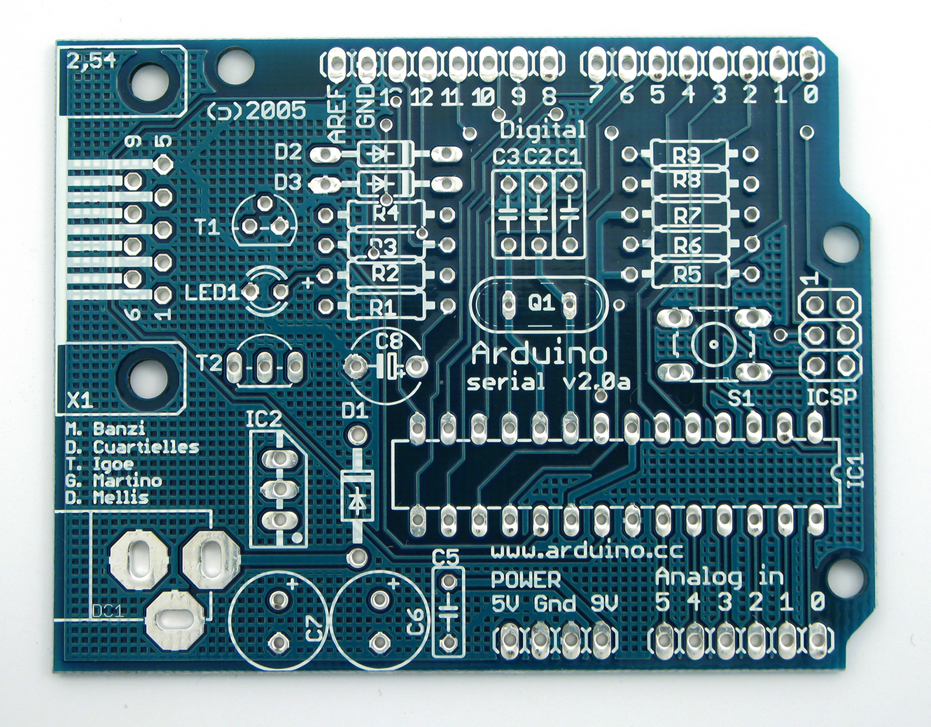 2,54
(ɔ)2005
AREF
GND
13 12 11 10 9 8
7 6 5 4 3 2 1 0
Digital
9 5
6 1
D2
D3
C3 C2 C1
R4
R3
R2
R1
R9
R8
R7
R6
R5
T1
LED1
+
T2
C8
Q1
Arduino
serial v2.0a
S1
1
ICSP
X1
M. Banzi
D. Cuartielles
T. Igoe
G. Martino
D. Mellis
IC2
D1
IC1
www.arduino.cc
DC1
+
C7
+
C6
C5
POWER
5V Gnd 9V
Analog in
5 4 3 2 1 0